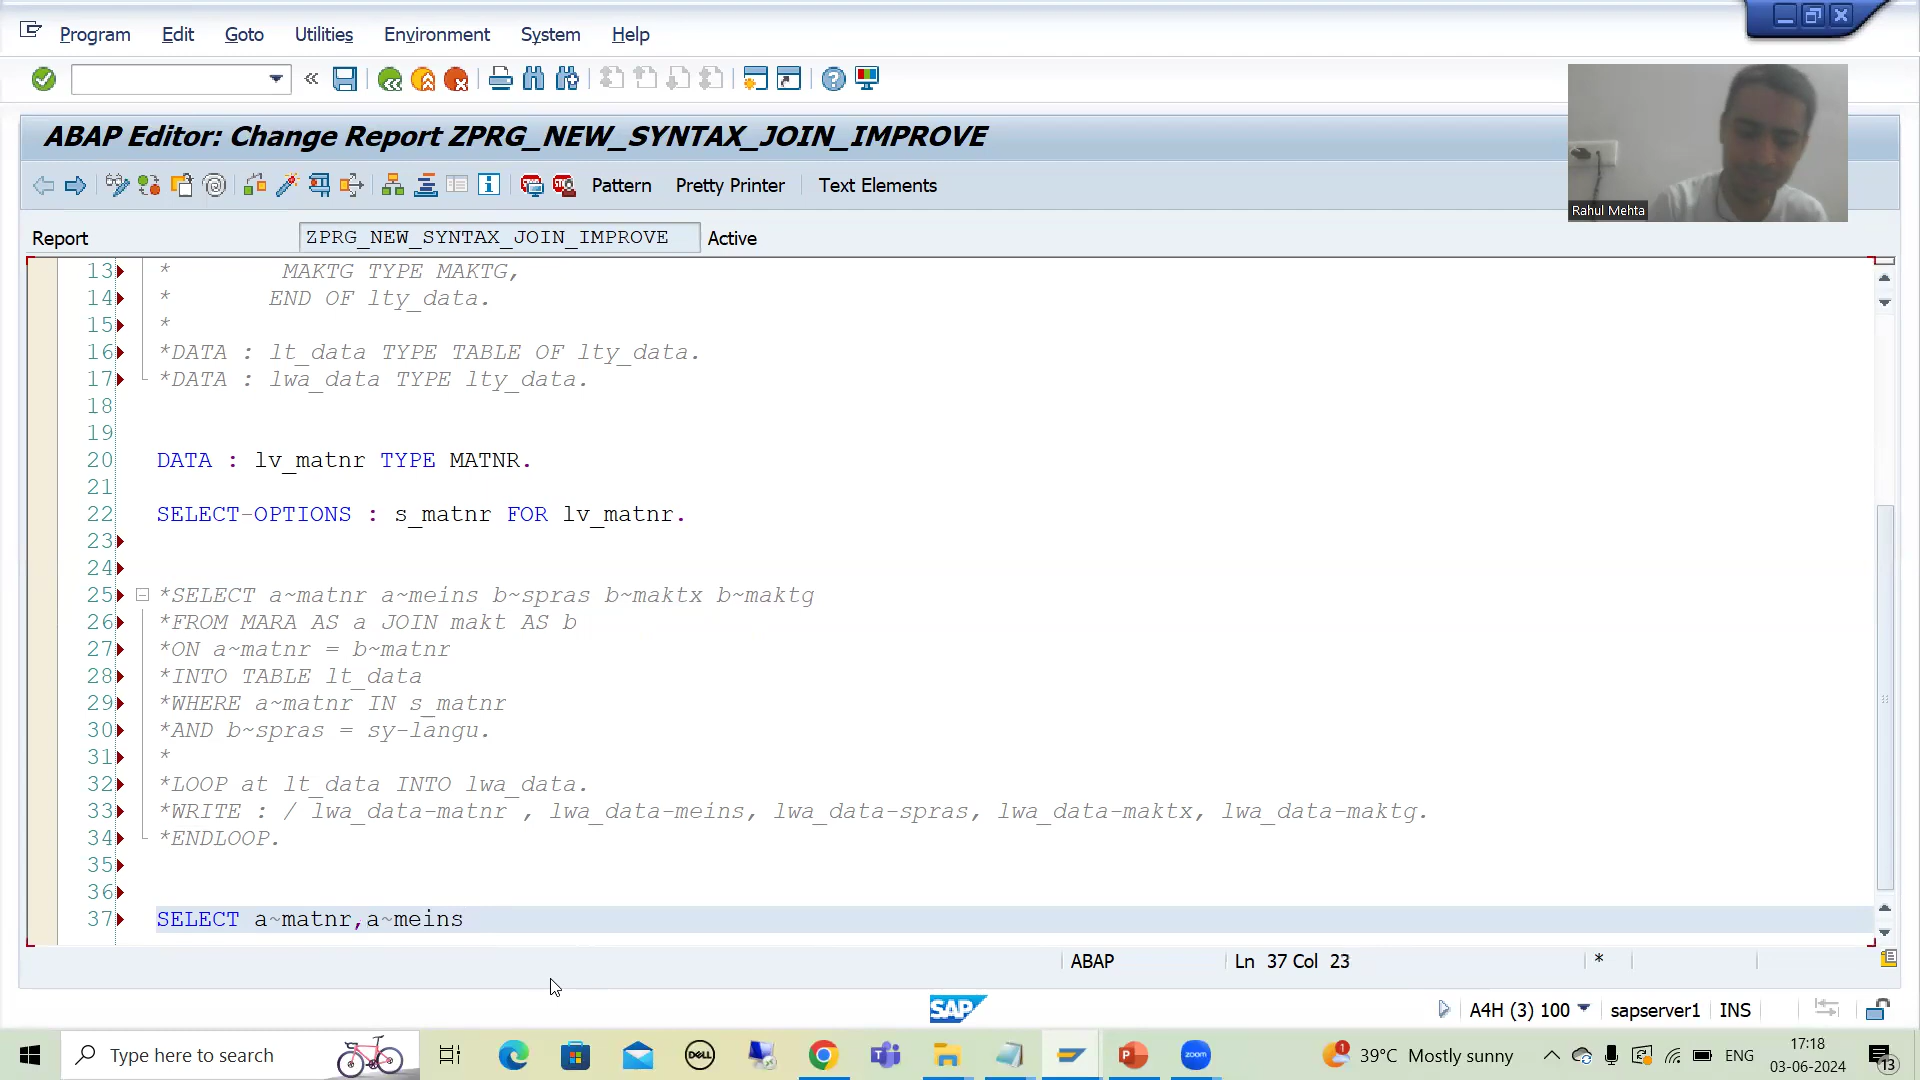 Program Edit Goto Utilities Environment System Help
ABAP Editor: Change Report ZPRG_NEW_SYNTAX_JOIN_IMPROVE
Pattern Pretty Printer Text Elements
Rahul Mehta
Report ZPRG_NEW_SYNTAX_JOIN_IMPROVE Active
13 * MAKTG TYPE MAKTG,
14 * END OF lty_data.
15 *
16 *DATA : lt_data TYPE TABLE OF lty_data.
17 *DATA : lwa_data TYPE lty_data.
18
19
20 DATA : lv_matnr TYPE MATNR.
21
22 SELECT-OPTIONS : s_matnr FOR lv_matnr.
23
24
25 *SELECT a~matnr a~meins b~spras b~maktx b~maktg
26 *FROM MARA AS a JOIN makt AS b
27 *ON a~matnr = b~matnr
28 *INTO TABLE lt_data
29 *WHERE a~matnr IN s_matnr
30 *AND b~spras = sy-langu.
31 *
32 *LOOP at lt_data INTO lwa_data.
33 *WRITE : / lwa_data-matnr , lwa_data-meins, lwa_data-spras, lwa_data-maktx, lwa_data-maktg.
34 *ENDLOOP.
35
36
37 SELECT a~matnr,a~meins
ABAP Ln 37 Col 23 *
SAP A4H (3) 100 sapserver1 INS
Type here to search DELL zoom 1 39°C Mostly sunny ENG 17:18
03-06-2024 13